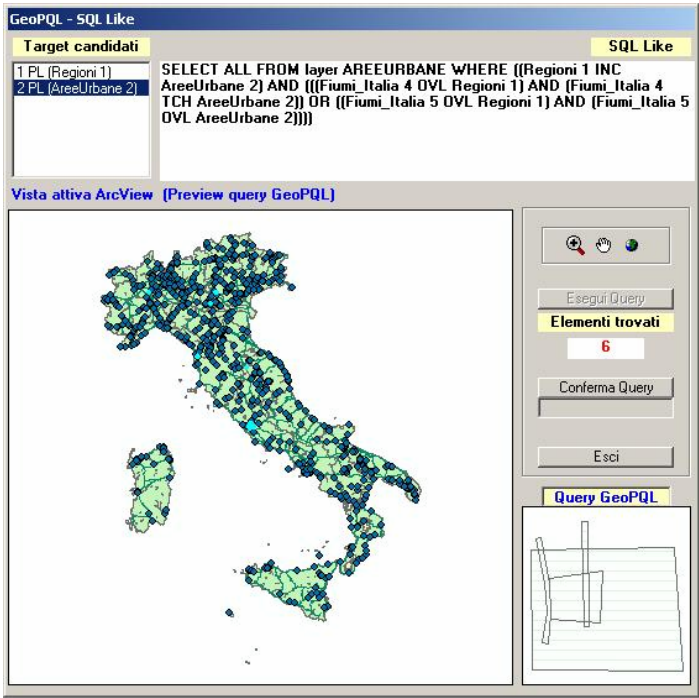 GeoPQL - SQL Like
Target candidati
SQL Like
1 PL (Regioni 1)
2 PL (AreeUrbane 2)
SELECT ALL FROM layer AREEURBANE WHERE ((Regioni 1 INC
AreeUrbane 2) AND (((Fiumi_Italia 4 OVL Regioni 1) AND (Fiumi_Italia 4
TCH AreeUrbane 2)) OR ((Fiumi_Italia 5 OVL Regioni 1) AND (Fiumi_Italia 5
OVL AreeUrbane 2))))
Vista attiva ArcView (Preview query GeoPQL)
Esegui Query
Elementi trovati
6
Conferma Query
Esci
Query GeoPQL